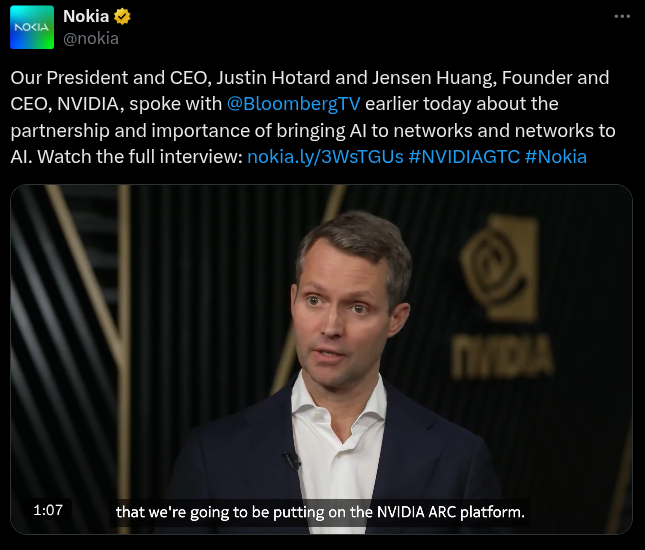 Nokia
@nokia
Our President and CEO, Justin Hotard and Jensen Huang, Founder and
CEO, NVIDIA, spoke with @BloombergTV earlier today about the
partnership and importance of bringing AI to networks and networks to
AI. Watch the full interview: nokia.ly/3WsTGUs #NVIDIAGTC #Nokia
NVIDIA
1:07
that we're going to be putting on the NVIDIA ARC platform.
NOKIA